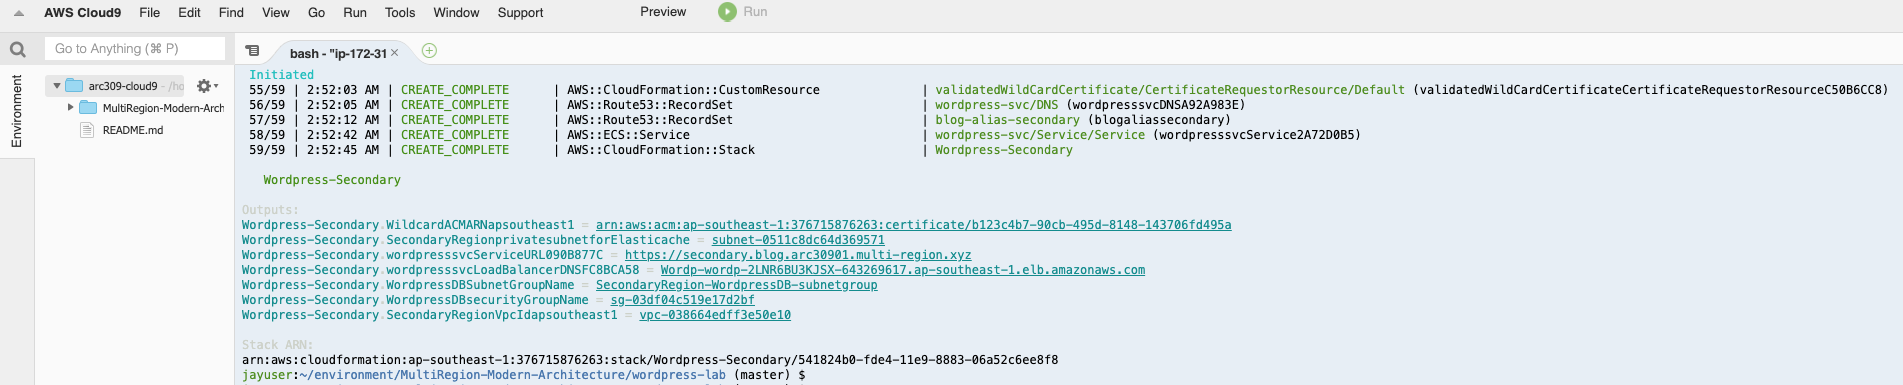 AWS Cloud9 File Edit Find View Go Run Tools Window Support Preview Run
Go to Anything (⌘ P)
bash - "ip-172-31 ×
Environment
arc309-cloud9 - /ho
MultiRegion-Modern-Arch
README.md
Initiated
55/59 | 2:52:03 AM | CREATE_COMPLETE | AWS::CloudFormation::CustomResource | validatedWildCardCertificate/CertificateRequestorResource/Default (validatedWildCardCertificateCertificateRequestorResourceC50B6CC8)
56/59 | 2:52:05 AM | CREATE_COMPLETE | AWS::Route53::RecordSet | wordpress-svc/DNS (wordpresssvcDNSA92A983E)
57/59 | 2:52:12 AM | CREATE_COMPLETE | AWS::Route53::RecordSet | blog-alias-secondary (blogaliassecondary)
58/59 | 2:52:42 AM | CREATE_COMPLETE | AWS::ECS::Service | wordpress-svc/Service/Service (wordpresssvcService2A72D0B5)
59/59 | 2:52:45 AM | CREATE_COMPLETE | AWS::CloudFormation::Stack | Wordpress-Secondary
Wordpress-Secondary
Outputs:
Wordpress-Secondary.WildcardACMARNapsoutheast1 = arn:aws:acm:ap-southeast-1:376715876263:certificate/b123c4b7-90cb-495d-8148-143706fd495a
Wordpress-Secondary.SecondaryRegionprivatesubnetforElasticache = subnet-0511c8dc64d369571
Wordpress-Secondary.wordpresssvcServiceURL090B877C = https://secondary.blog.arc30901.multi-region.xyz
Wordpress-Secondary.wordpresssvcLoadBalancerDNSFC8BCA58 = Wordp-wordp-2LNR6BU3KJSX-643269617.ap-southeast-1.elb.amazonaws.com
Wordpress-Secondary.WordpressDBSubnetGroupName = SecondaryRegion-WordpressDB-subnetgroup
Wordpress-Secondary.WordpressDBsecurityGroupName = sg-03df04c519e17d2bf
Wordpress-Secondary.SecondaryRegionVpcIdapsoutheast1 = vpc-038664edff3e50e10
Stack ARN:
arn:aws:cloudformation:ap-southeast-1:376715876263:stack/Wordpress-Secondary/541824b0-fde4-11e9-8883-06a52c6ee8f8
jayuser:~/environment/MultiRegion-Modern-Architecture/wordpress-lab (master) $